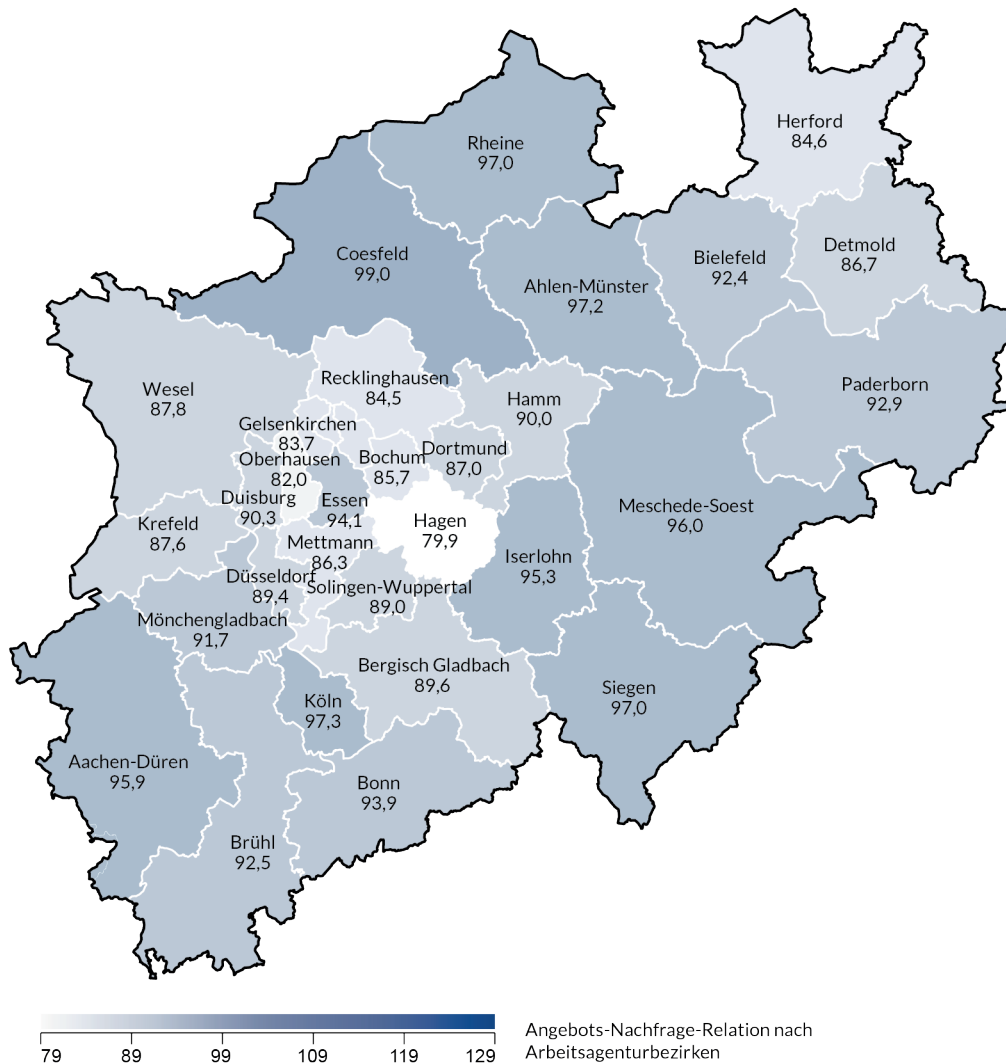 Herford
84,6
Rheine
97,0
Coesfeld
99,0
Ahlen-Münster
97,2
Bielefeld
92,4
Detmold
86,7
Wesel
87,8
Recklinghausen
84,5
Hamm
90,0
Paderborn
92,9
Gelsenkirchen
83,7
Oberhausen
82,0
Bochum
85,7
Dortmund
87,0
Duisburg
90,3
Essen
94,1
Meschede-Soest
96,0
Krefeld
87,6
Hagen
79,9
Mettmann
86,3
Iserlohn
95,3
Düsseldorf
89,4
Solingen-Wuppertal
89,0
Mönchengladbach
91,7
Bergisch Gladbach
89,6
Siegen
97,0
Köln
97,3
Aachen-Düren
95,9
Bonn
93,9
Brühl
92,5
79 89 99 109 119 129
Angebots-Nachfrage-Relation nach
Arbeitsagenturbezirken